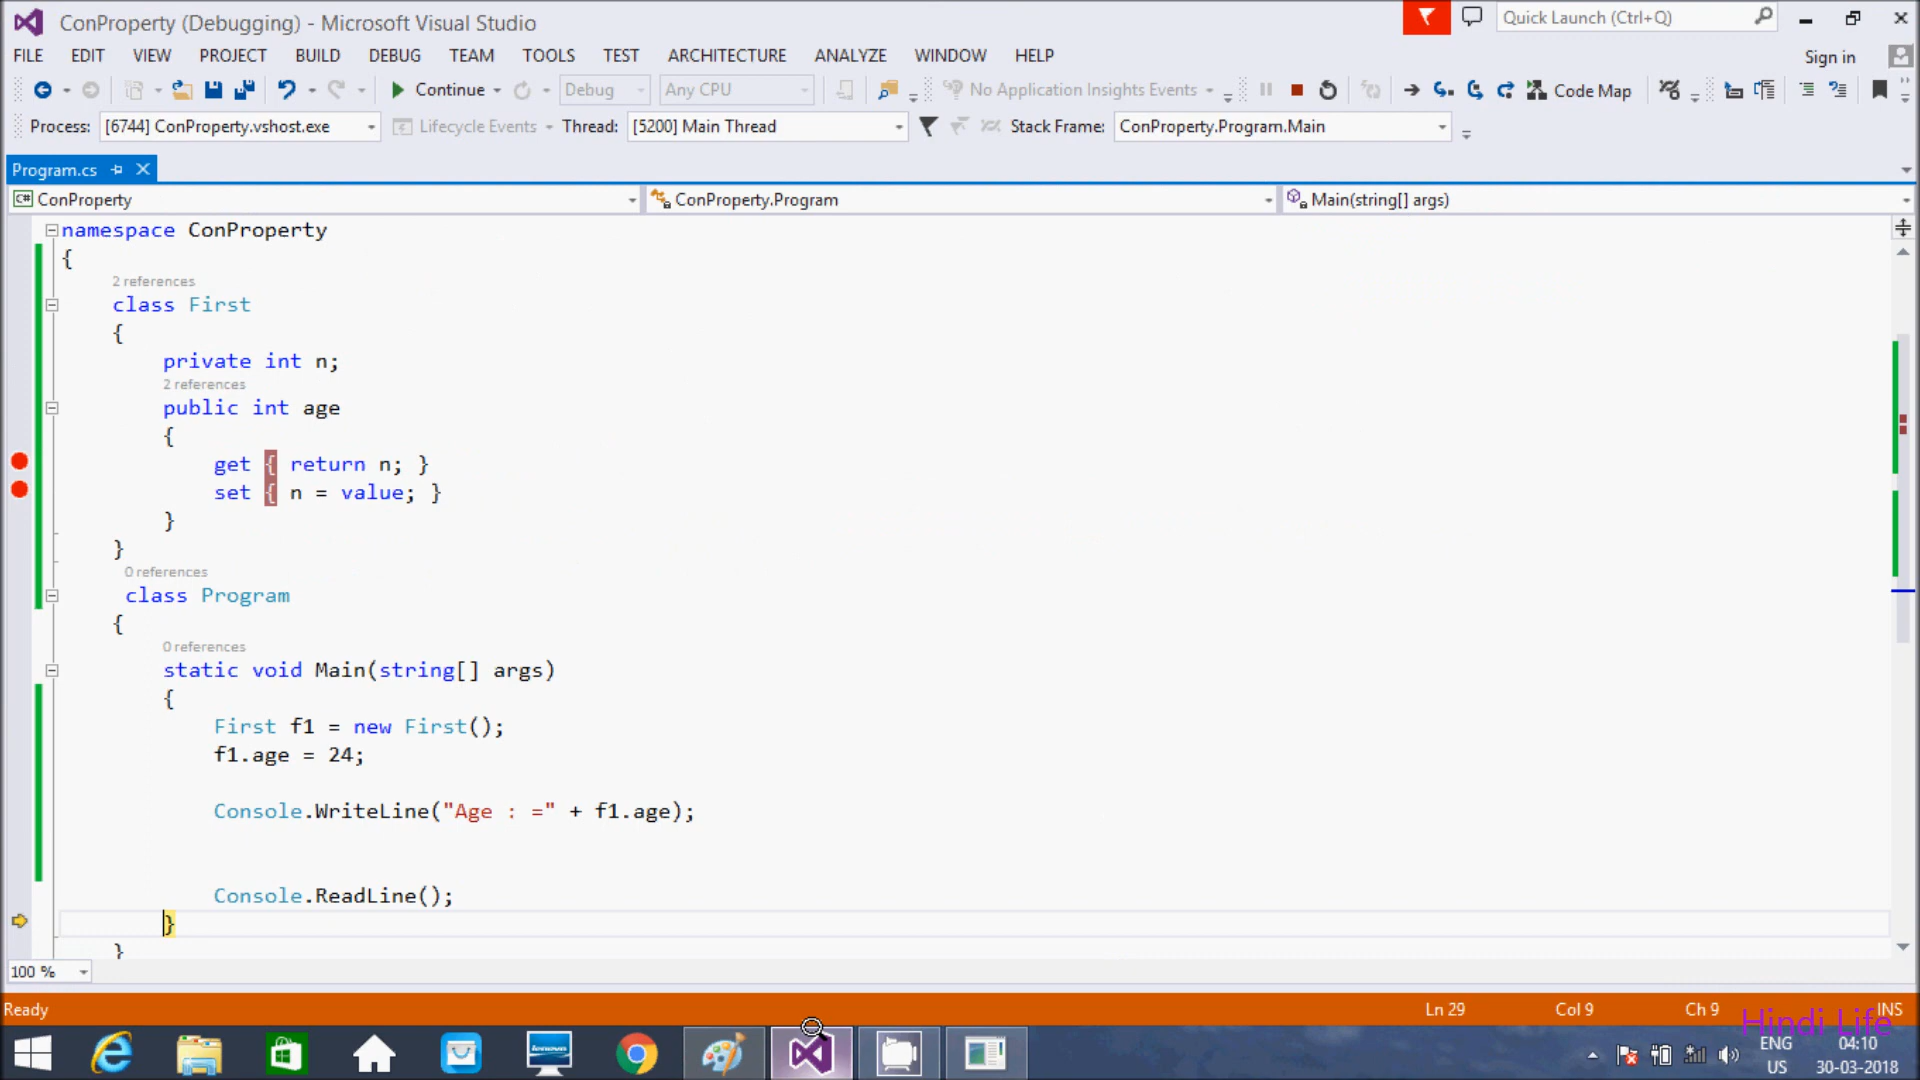 ConProperty (Debugging) - Microsoft Visual Studio
Quick Launch (Ctrl+Q)
FILE EDIT VIEW PROJECT BUILD DEBUG TEAM TOOLS TEST ARCHITECTURE ANALYZE WINDOW HELP
Sign in
Continue Debug Any CPU No Application Insights Events Code Map
Process: [6744] ConProperty.vshost.exe Lifecycle Events Thread: [5200] Main Thread Stack Frame: ConProperty.Program.Main
Program.cs
C# ConProperty ConProperty.Program Main(string[] args)
namespace ConProperty
{
2 references
class First
{
private int n;
2 references
public int age
{
get { return n; }
set { n = value; }
}
}
0 references
class Program
{
0 references
static void Main(string[] args)
{
First f1 = new First();
f1.age = 24;
Console.WriteLine("Age : =" + f1.age);
Console.ReadLine();
}
}
100 %
Ready Ln 29 Col 9 Ch 9 INS
Hindi Life
ENG 04:10
US 30-03-2018